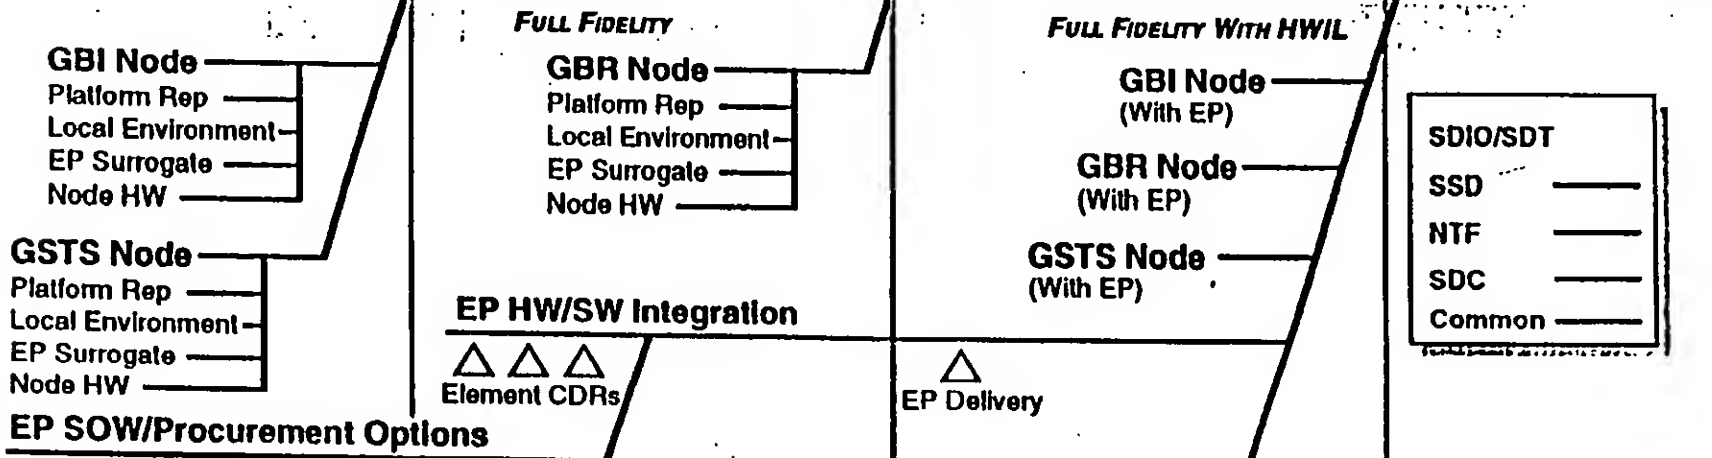 GBI Node
Platform Rep
Local Environment
EP Surrogate
Node HW
GSTS Node
Platform Rep
Local Environment
EP Surrogate
Node HW
EP SOW/Procurement Options
FULL FIDELITY
GBR Node
Platform Rep
Local Environment
EP Surrogate
Node HW
EP HW/SW Integration
Element CDRs
FULL FIDELITY WITH HWIL
GBI Node
(With EP)
GBR Node
(With EP)
GSTS Node
(With EP)
EP Delivery
SDIO/SDT
SSD
NTF
SDC
Common